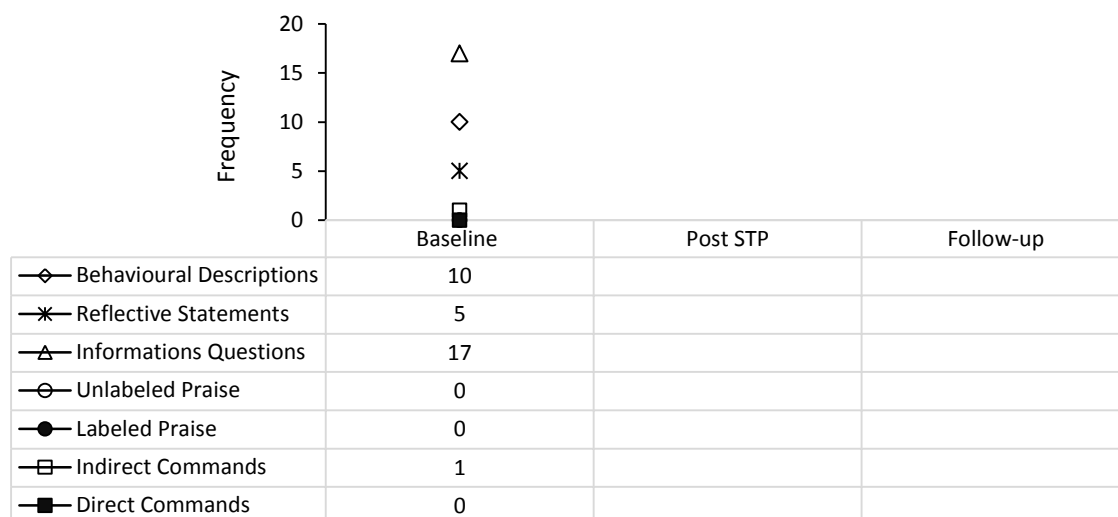 Frequency
20
15
10
5
0
Baseline Post STP Follow-up
Behavioural Descriptions 10
Reflective Statements 5
Informations Questions 17
Unlabeled Praise 0
Labeled Praise 0
Indirect Commands 1
Direct Commands 0